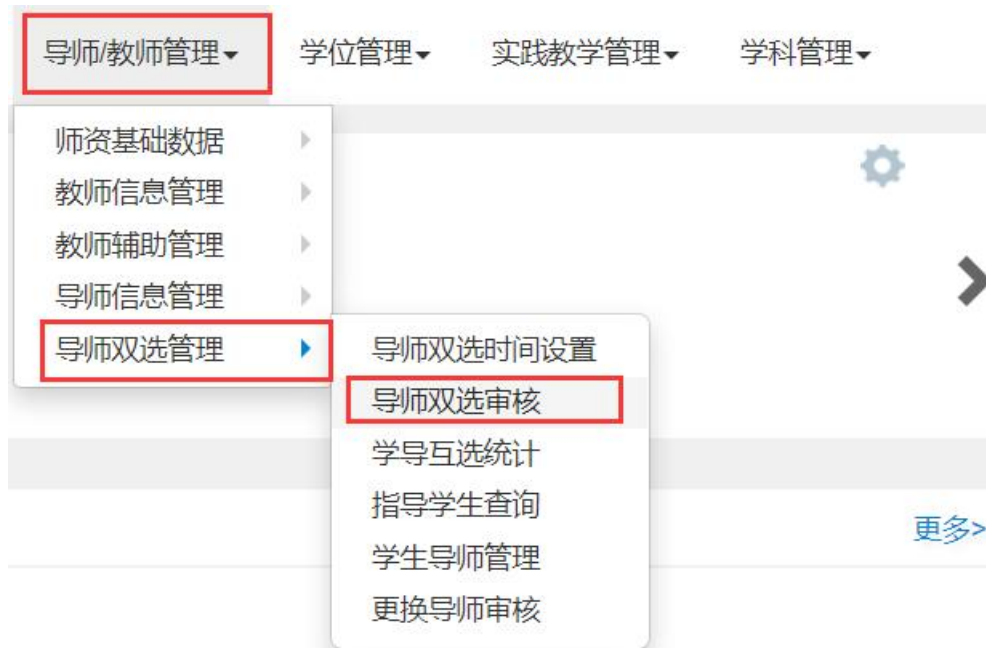 导师/教师管理 学位管理 实践教学管理 学科管理
师资基础数据
教师信息管理
教师辅助管理
导师信息管理
导师双选管理
导师双选时间设置
导师双选审核
学导互选统计
指导学生查询
学生导师管理
更换导师审核
更多>